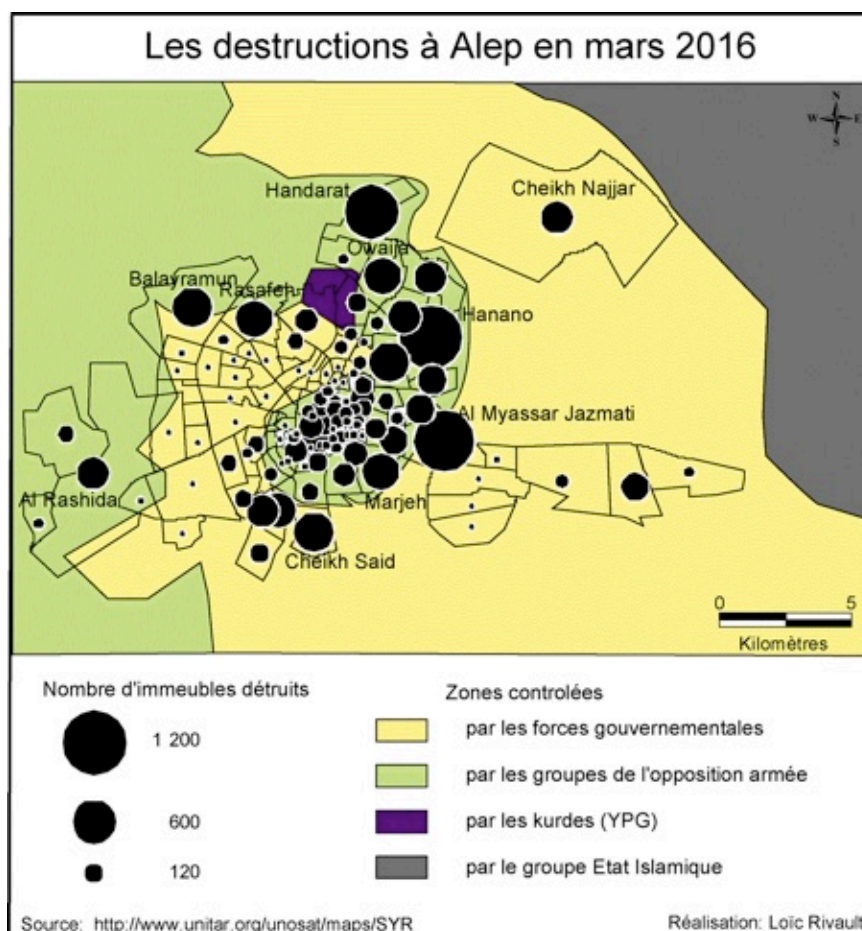 Les destructions à Alep en mars 2016
N
W E
S
Handarat
Cheikh Najjar
Owaija
Balayramun
Rasafeh
Hanano
Al Myassar Jazmati
Al Rashida
Marjeh
Cheikh Said
0 5
Kilomètres
Nombre d'immeubles détruits
1 200
600
120
Zones controlées
par les forces gouvernementales
par les groupes de l'opposition armée
par les kurdes (YPG)
par le groupe Etat Islamique
Source: http://www.unitar.org/unosat/maps/SYR
Réalisation: Loïc Rivault